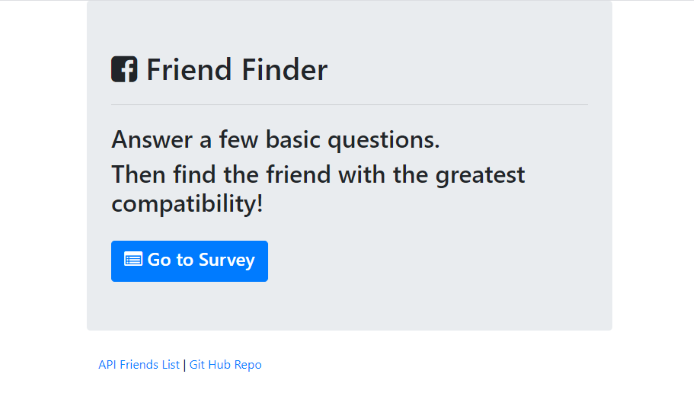 Friend Finder
Answer a few basic questions.
Then find the friend with the greatest
compatibility!
Go to Survey
API Friends List | Git Hub Repo